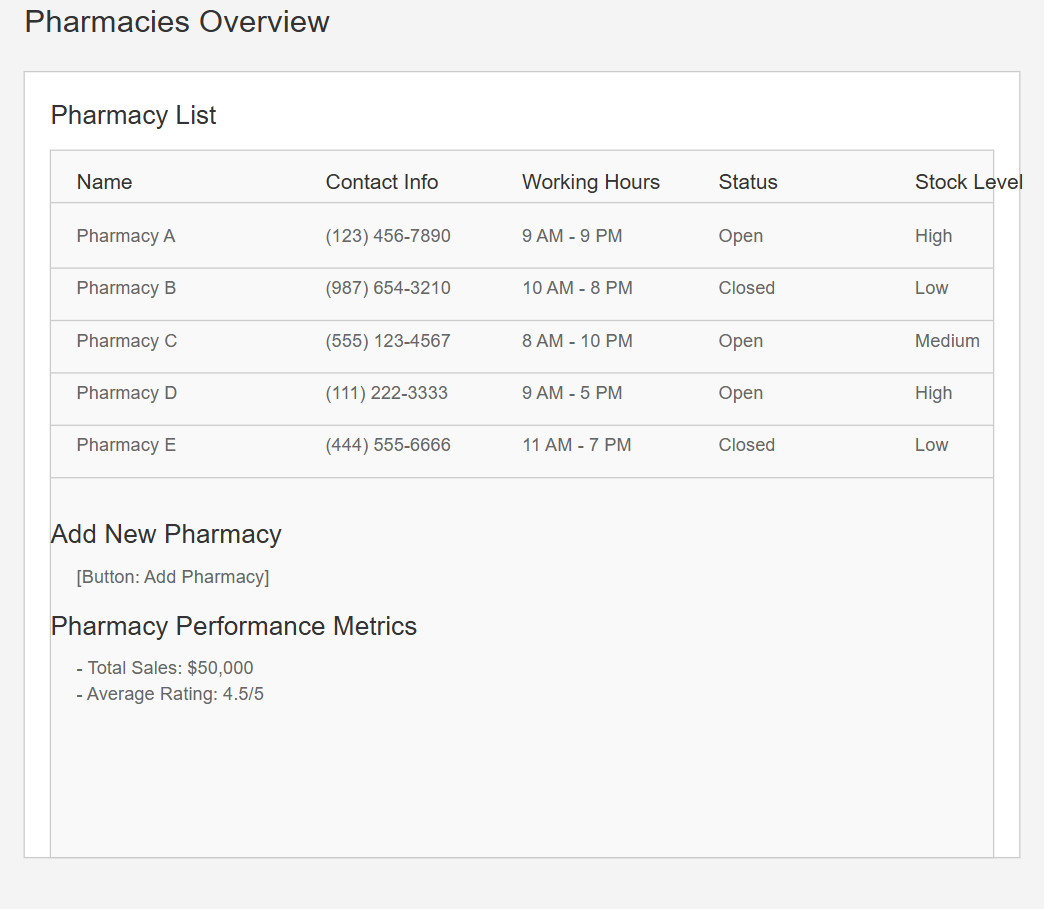 Pharmacies Overview
Pharmacy List
Name Contact Info Working Hours Status Stock Level
Pharmacy A (123) 456-7890 9 AM - 9 PM Open High
Pharmacy B (987) 654-3210 10 AM - 8 PM Closed Low
Pharmacy C (555) 123-4567 8 AM - 10 PM Open Medium
Pharmacy D (111) 222-3333 9 AM - 5 PM Open High
Pharmacy E (444) 555-6666 11 AM - 7 PM Closed Low
Add New Pharmacy
[Button: Add Pharmacy]
Pharmacy Performance Metrics
- Total Sales: $50,000
- Average Rating: 4.5/5